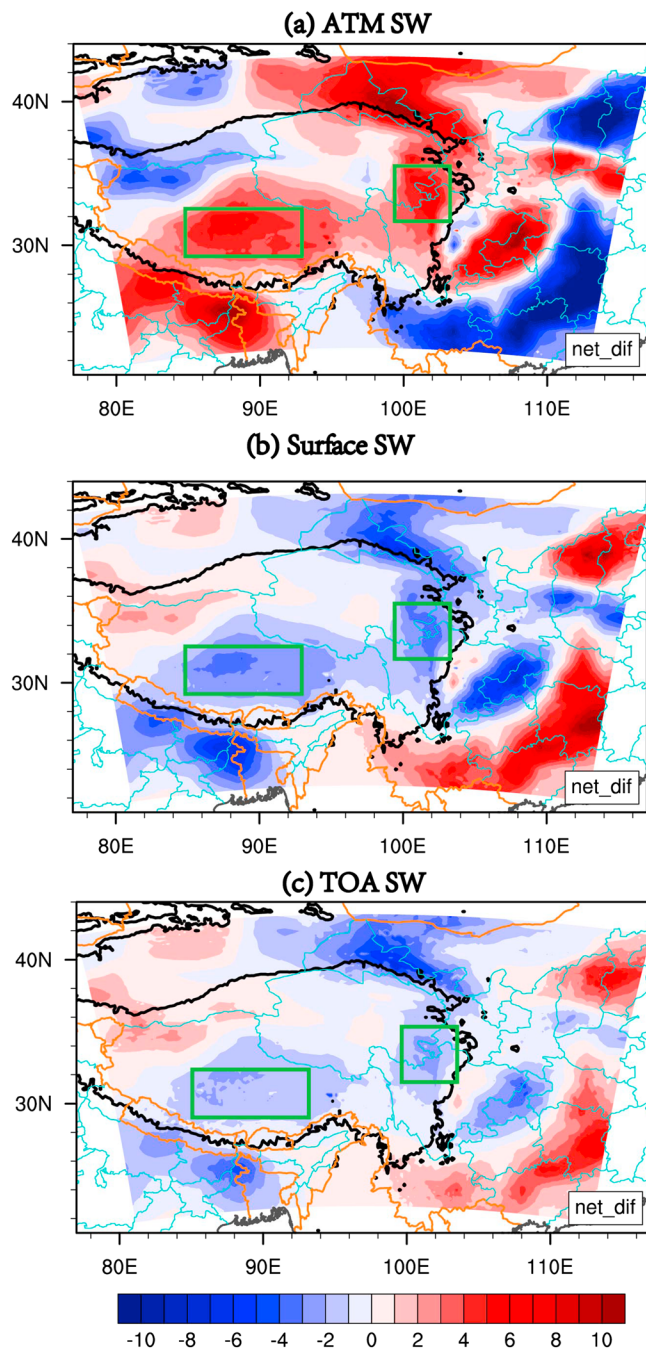 (a) ATM SW
40N
30N
net_dif
80E 90E 100E 110E
(b) Surface SW
40N
30N
net_dif
80E 90E 100E 110E
(c) TOA SW
40N
30N
net_dif
80E 90E 100E 110E
-10 -8 -6 -4 -2 0 2 4 6 8 10